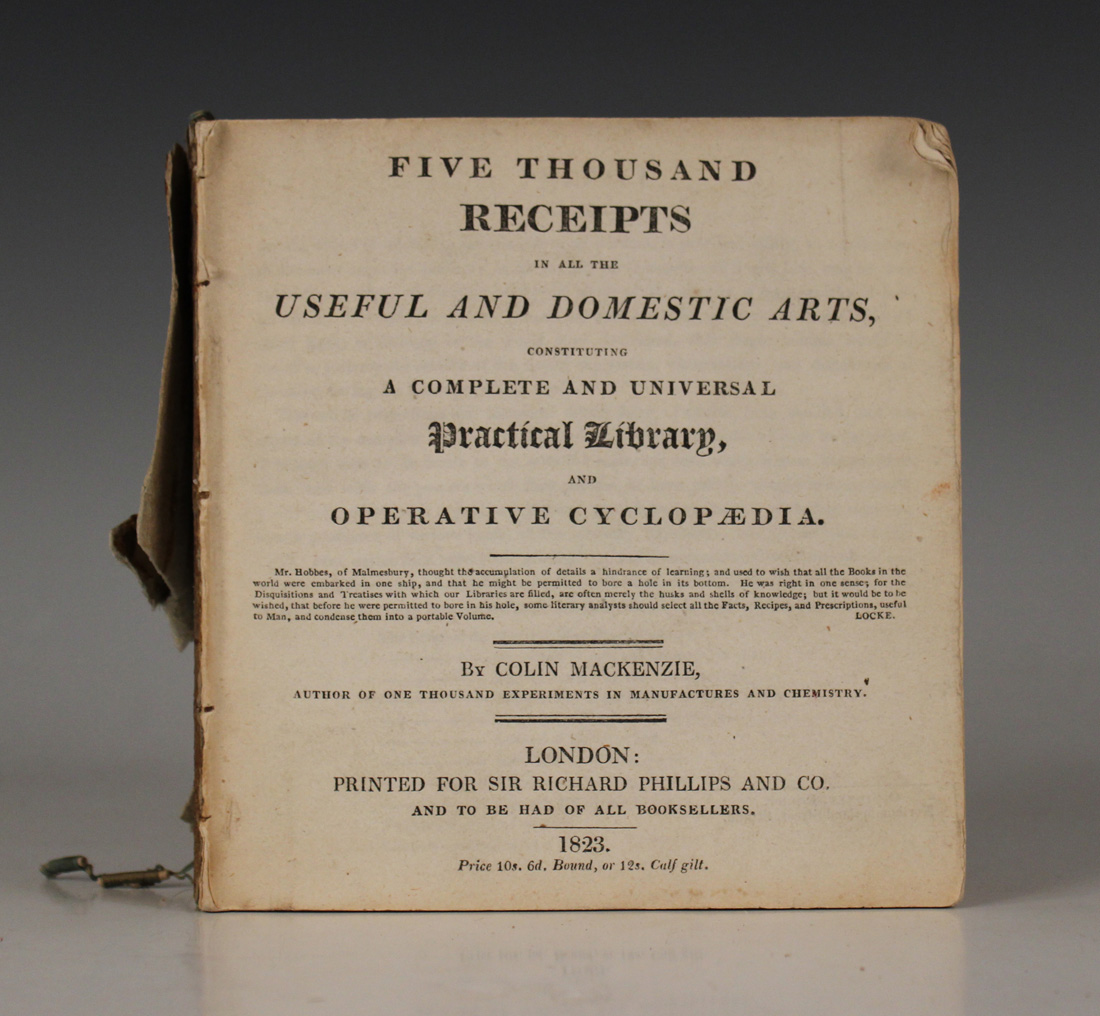 FIVE THOUSAND
RECEIPTS
IN ALL THE
USEFUL AND DOMESTIC ARTS,
CONSTITUTING
A COMPLETE AND UNIVERSAL
Practical Library,
AND
OPERATIVE CYCLOPÆDIA.
Mr. Hobbes, of Malmesbury, thought the accumulation of details a hindrance of learning; and used to wish that all the Books in the
world were embarked in one ship, and that he might be permitted to bore a hole in its bottom. He was right in one sense; for the
Disquisitions and Treatises with which our Libraries are filled, are often merely the husks and shells of knowledge; but it would be to be
wished, that before he were permitted to bore in his hole, some literary analysts should select all the Facts, Recipes, and Prescriptions, useful
to Man, and condense them into a portable Volume. LOCKE.
By COLIN MACKENZIE,
AUTHOR OF ONE THOUSAND EXPERIMENTS IN MANUFACTURES AND CHEMISTRY.
LONDON:
PRINTED FOR SIR RICHARD PHILLIPS AND CO.
AND TO BE HAD OF ALL BOOKSELLERS.
1823.
Price 10s. 6d. Bound, or 12s. Calf gilt.